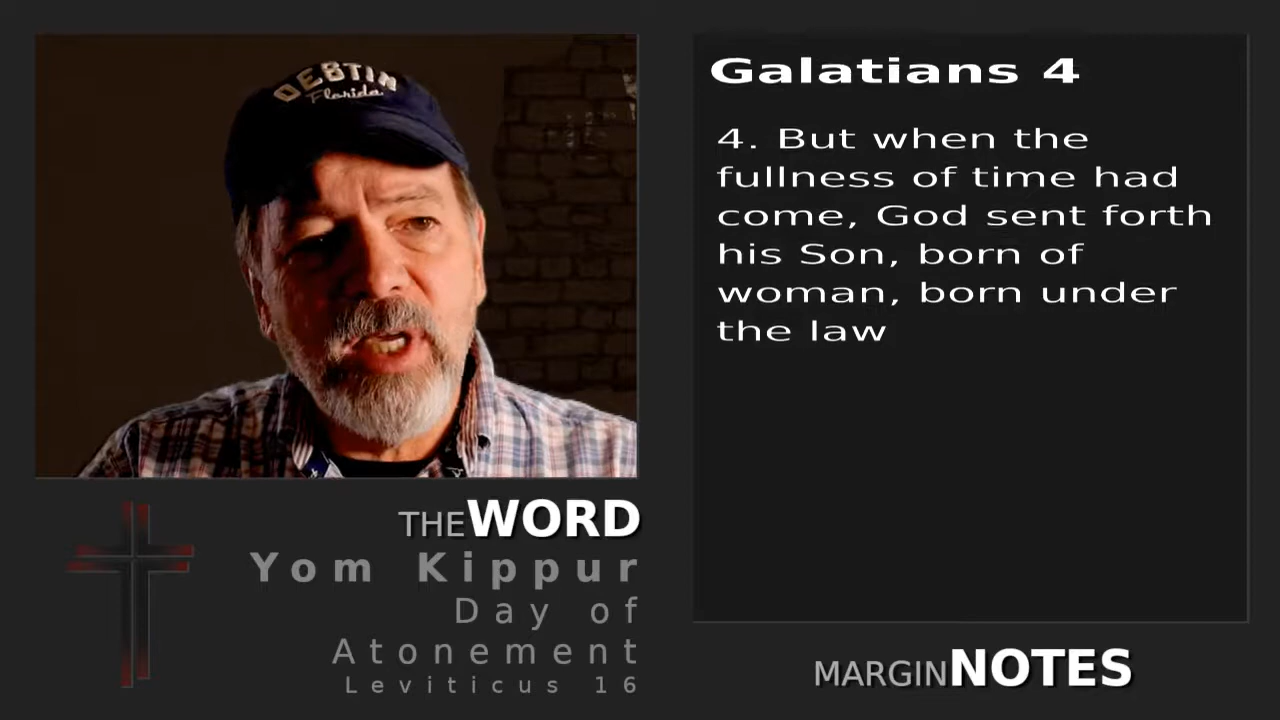 DEBTIN
Florida
Galatians 4
4. But when the
fullness of time had
come, God sent forth
his Son, born of
woman, born under
the law
THEWORD
Yom Kippur
Day of
Atonement
Leviticus 16
MARGINNOTES